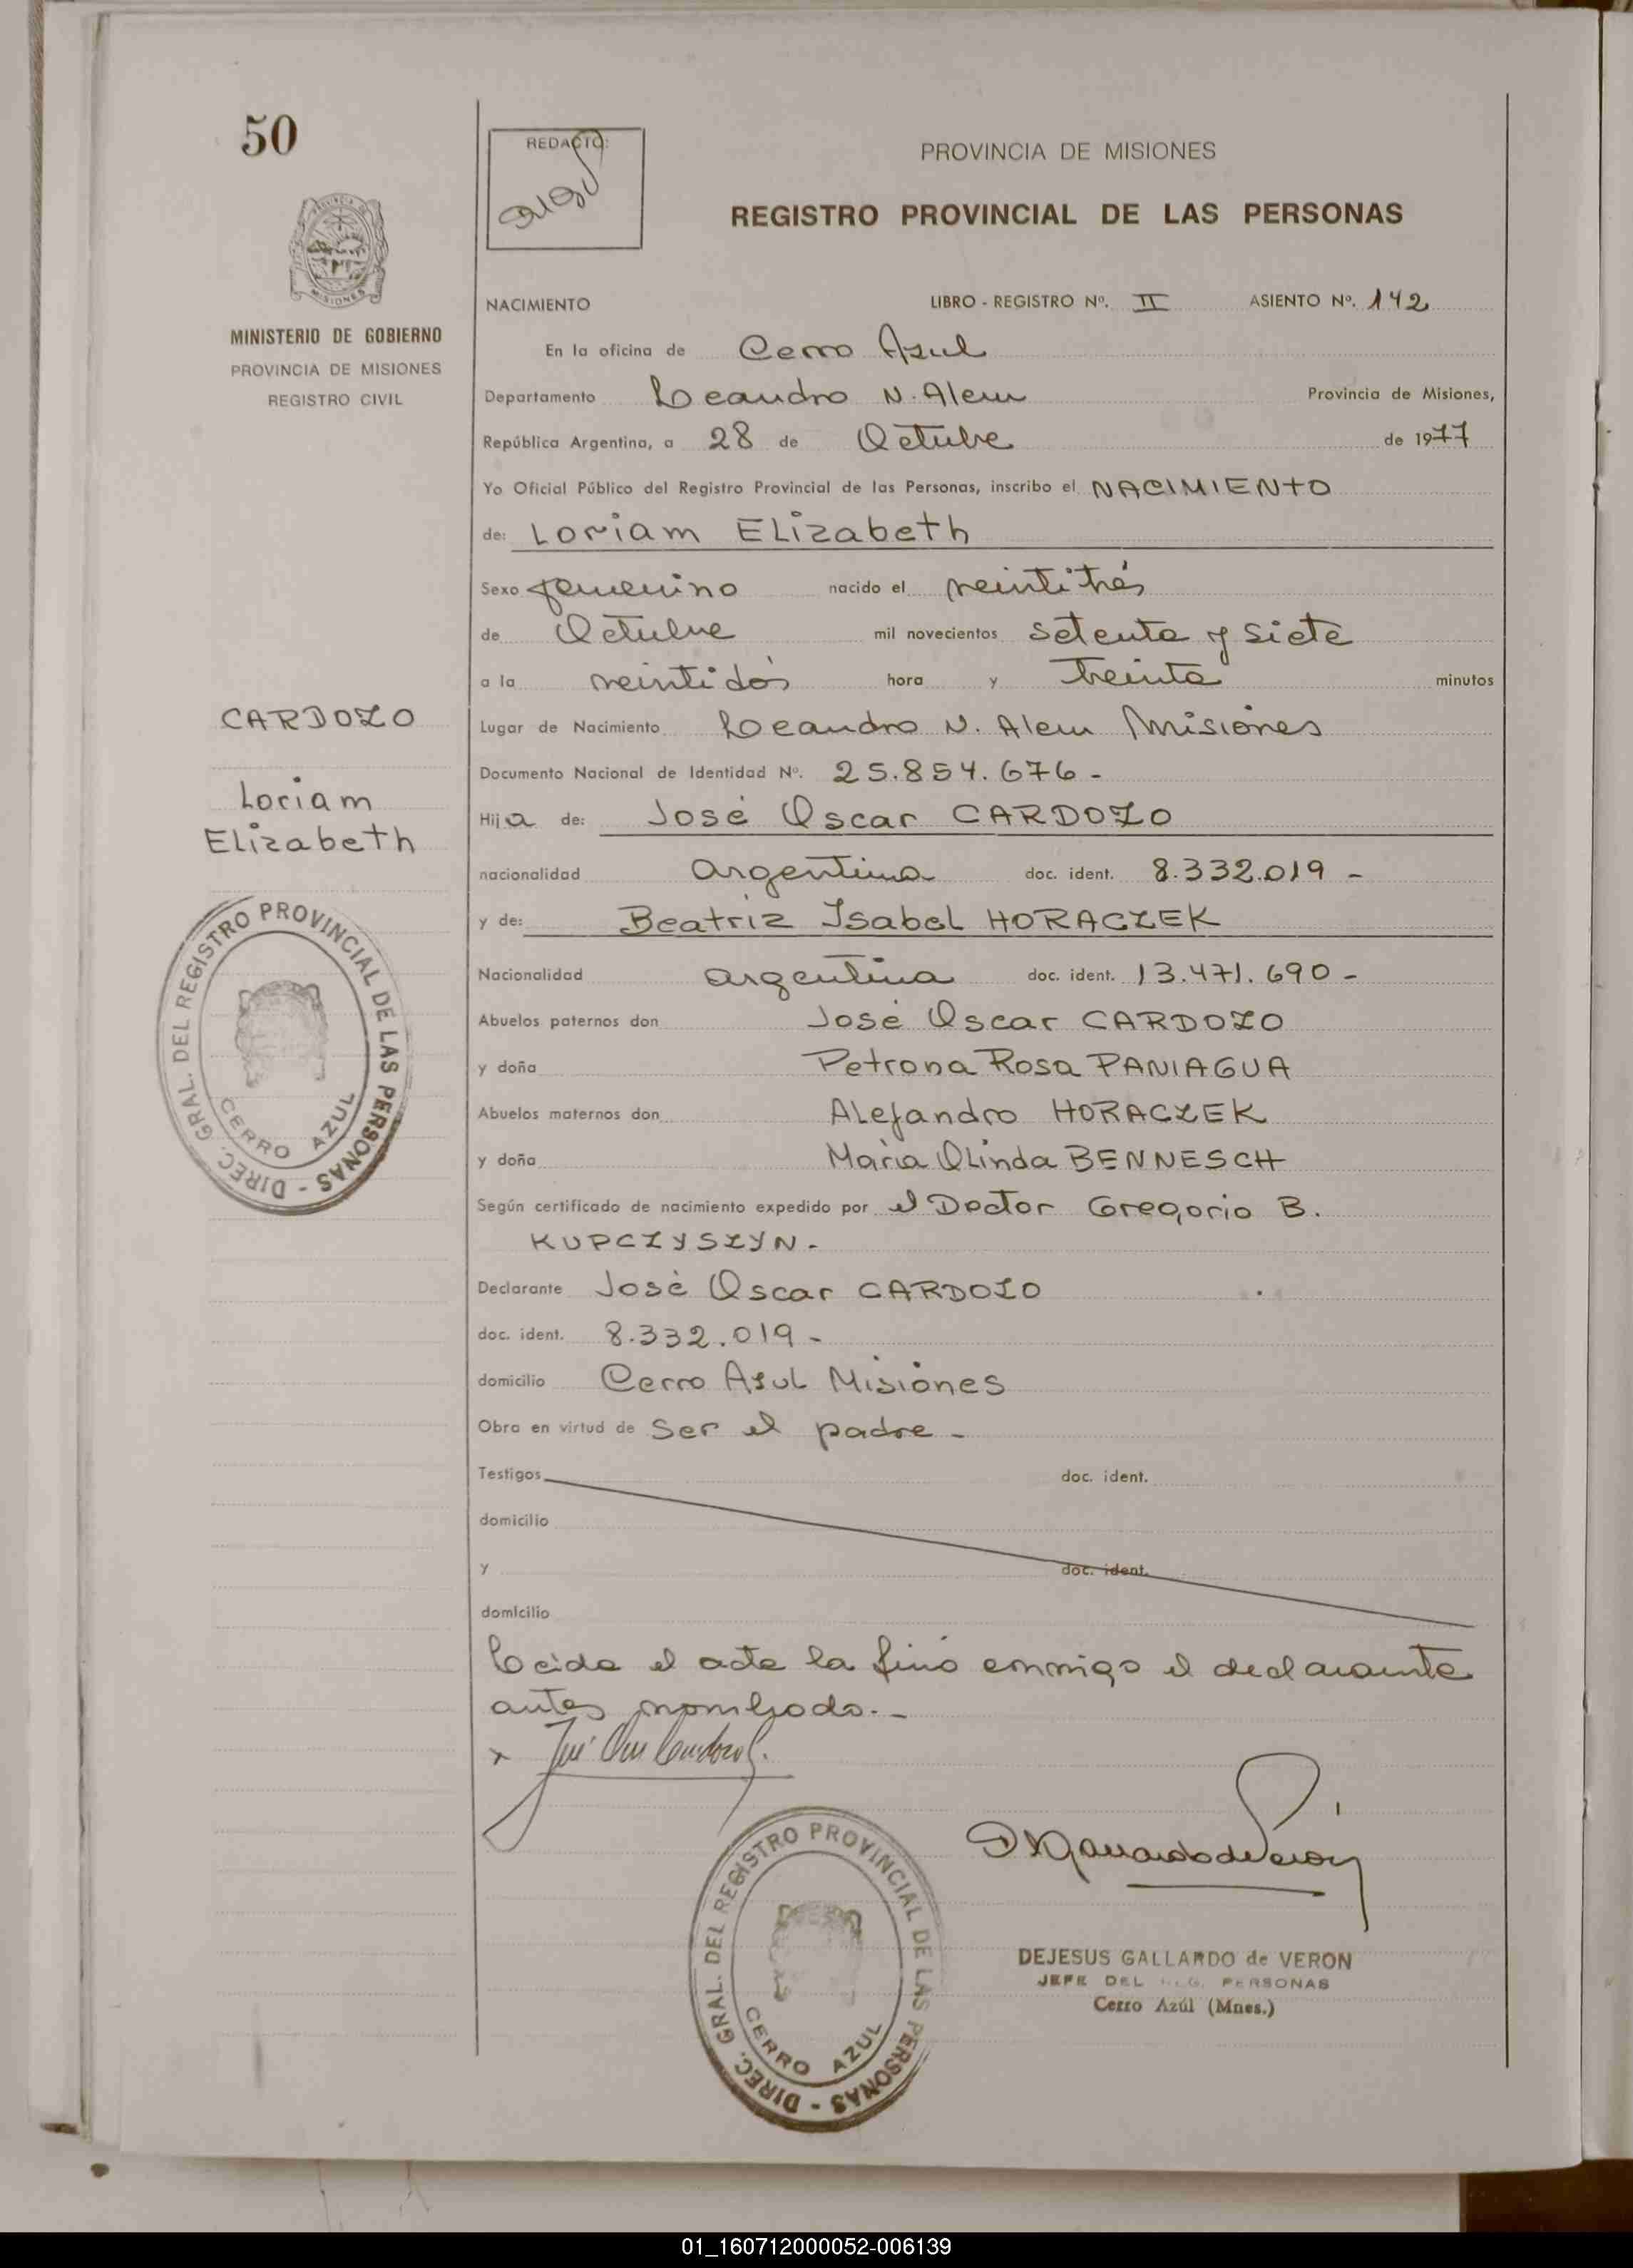 50
REDACTO:
PROVINCIA DE MISIONES
REGISTRO PROVINCIAL DE LAS PERSONAS
MISIONES
MINISTERIO DE GOBIERNO
PROVINCIA DE MISIONES
REGISTRO CIVIL
NACIMIENTO LIBRO - REGISTRO Nº. II ASIENTO Nº. 142
En la oficina de Cerro Azul
Departamento Leandro N. Alem Provincia de Misiones,
República Argentina, a 28 de Octubre de 1977
Yo Oficial Público del Registro Provincial de las Personas, inscribo el NACIMIENTO
de: Loriam ELizabeth
Sexo femenino nacido el veintitrés
de Octubre mil novecientos setenta y siete
a la veintidós hora y treinta minutos
Lugar de Nacimiento Leandro N. Alem Misiones
Documento Nacional de Identidad Nº. 25.854.676-
Hija de: José Oscar CARDOZO
nacionalidad argentina doc. ident. 8.332.019 -
y de: Beatriz Isabel HORACZEK
Nacionalidad argentina doc. ident. 13.471.690 -
Abuelos paternos don José Oscar CARDOZO
y doña Petrona Rosa PANIAGUA
Abuelos maternos don Alejandro HORACZEK
y doña María Olinda BENNESCH
Según certificado de nacimiento expedido por el Doctor Gregorio B.
KUPCZYSZYN.-
Declarante José Oscar CARDOZO
doc. ident. 8.332.019 -
domicilio Cerro Azul Misiones
Obra en virtud de ser el padre -
Testigos doc. ident.
domicilio
y doc. ident.
domicilio
Leida el acta la firmó conmigo el declarante
antes nombrado.-
CARDOZO
Loriam
Elizabeth
DIREC. GRAL. DEL REGISTRO PROVINCIAL DE LAS PERSONAS -
CERRO AZUL
DIREC. GRAL. DEL REGISTRO PROVINCIAL DE LAS PERSONAS -
CERRO AZUL
DEJESUS GALLARDO de VERON
JEFE DEL REG. PERSONAS
Cerro Azúl (Mnes.)
01_160712000052-006139